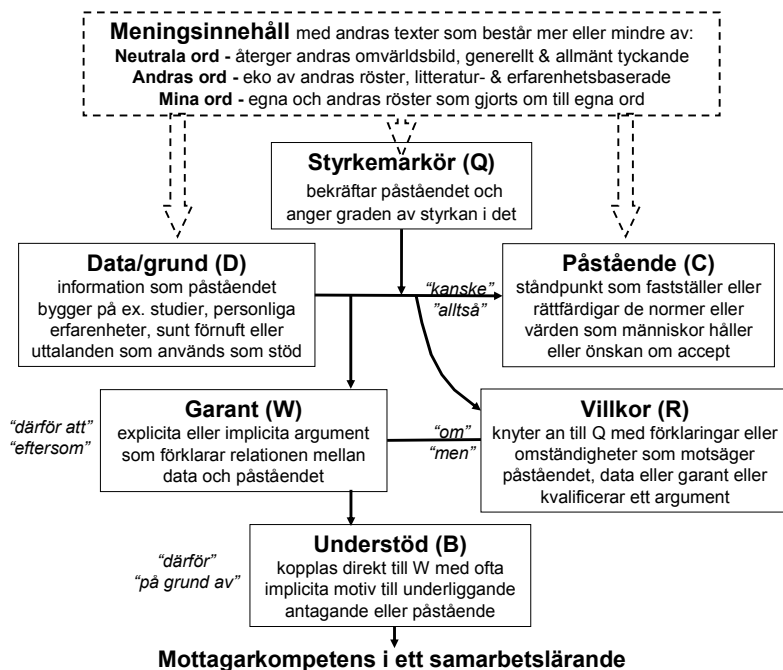 Meningsinnehåll med andras texter som består mer eller mindre av:
Neutrala ord - återger andras omvärldsbild, generellt & allmänt tyckande
Andras ord - eko av andras röster, litteratur- & erfarenhetsbaserade
Mina ord - egna och andras röster som gjorts om till egna ord
Styrkemarkör (Q)
bekräftar påståendet och
anger graden av styrkan i det
Data/grund (D)
information som påståendet
bygger på ex. studier, personliga
erfarenheter, sunt förnuft eller
uttalanden som används som stöd
"kanske"
"alltså"
Påstående (C)
ståndpunkt som fastställer eller
rättfärdigar de normer eller
värden som människor håller
eller önskan om accept
"därför att"
"eftersom"
Garant (W)
explicita eller implicita argument
som förklarar relationen mellan
data och påståendet
"om"
"men"
Villkor (R)
knyter an till Q med förklaringar eller
omständigheter som motsäger
påståendet, data eller garant eller
kvalificerar ett argument
"därför"
"på grund av"
Understöd (B)
kopplas direkt till W med ofta
implicita motiv till underliggande
antagande eller påstående
Mottagarkompetens i ett samarbetslärande